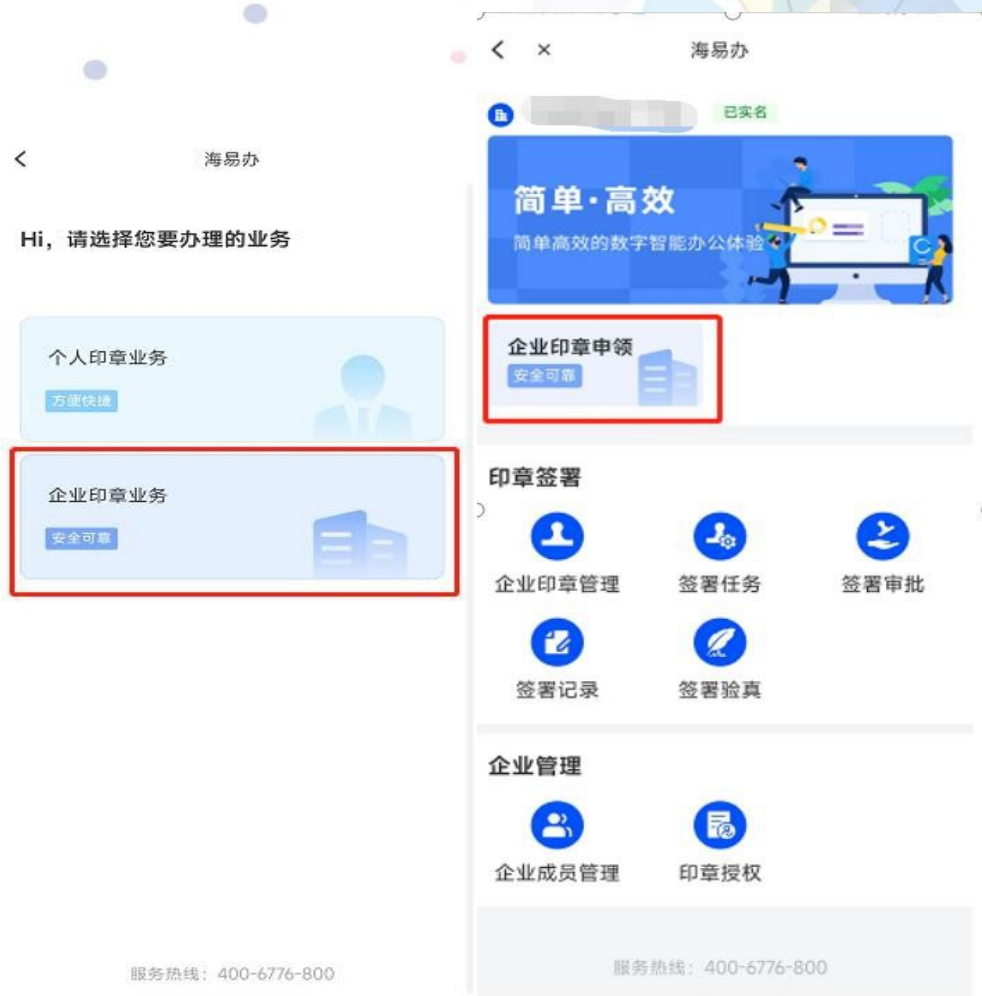 海易办
Hi，请选择您要办理的业务
个人印章业务
方便快捷
企业印章业务
安全可靠
服务热线：400-6776-800
海易办
已实名
简单·高效
简单高效的数字智能办公体验
企业印章申领
安全可靠
印章签署
企业印章管理
签署任务
签署审批
签署记录
签署验真
企业管理
企业成员管理
印章授权
服务热线：400-6776-800